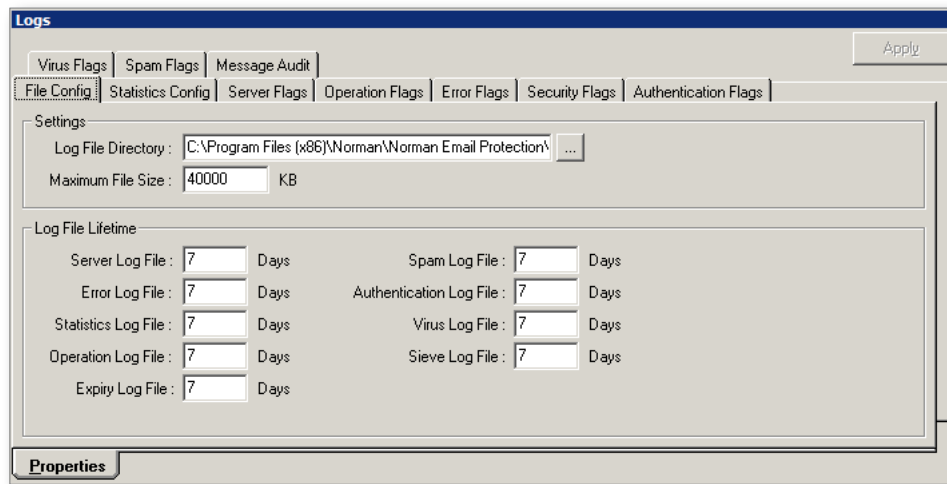 Logs
Apply
Virus Flags Spam Flags Message Audit
File Config Statistics Config Server Flags Operation Flags Error Flags Security Flags Authentication Flags
Settings
Log File Directory : C:\Program Files (x86)\Norman\Norman Email Protection\ ...
Maximum File Size : 40000 KB
Log File Lifetime
Server Log File : 7 Days Spam Log File : 7 Days
Error Log File : 7 Days Authentication Log File : 7 Days
Statistics Log File : 7 Days Virus Log File : 7 Days
Operation Log File : 7 Days Sieve Log File : 7 Days
Expiry Log File : 7 Days
Properties